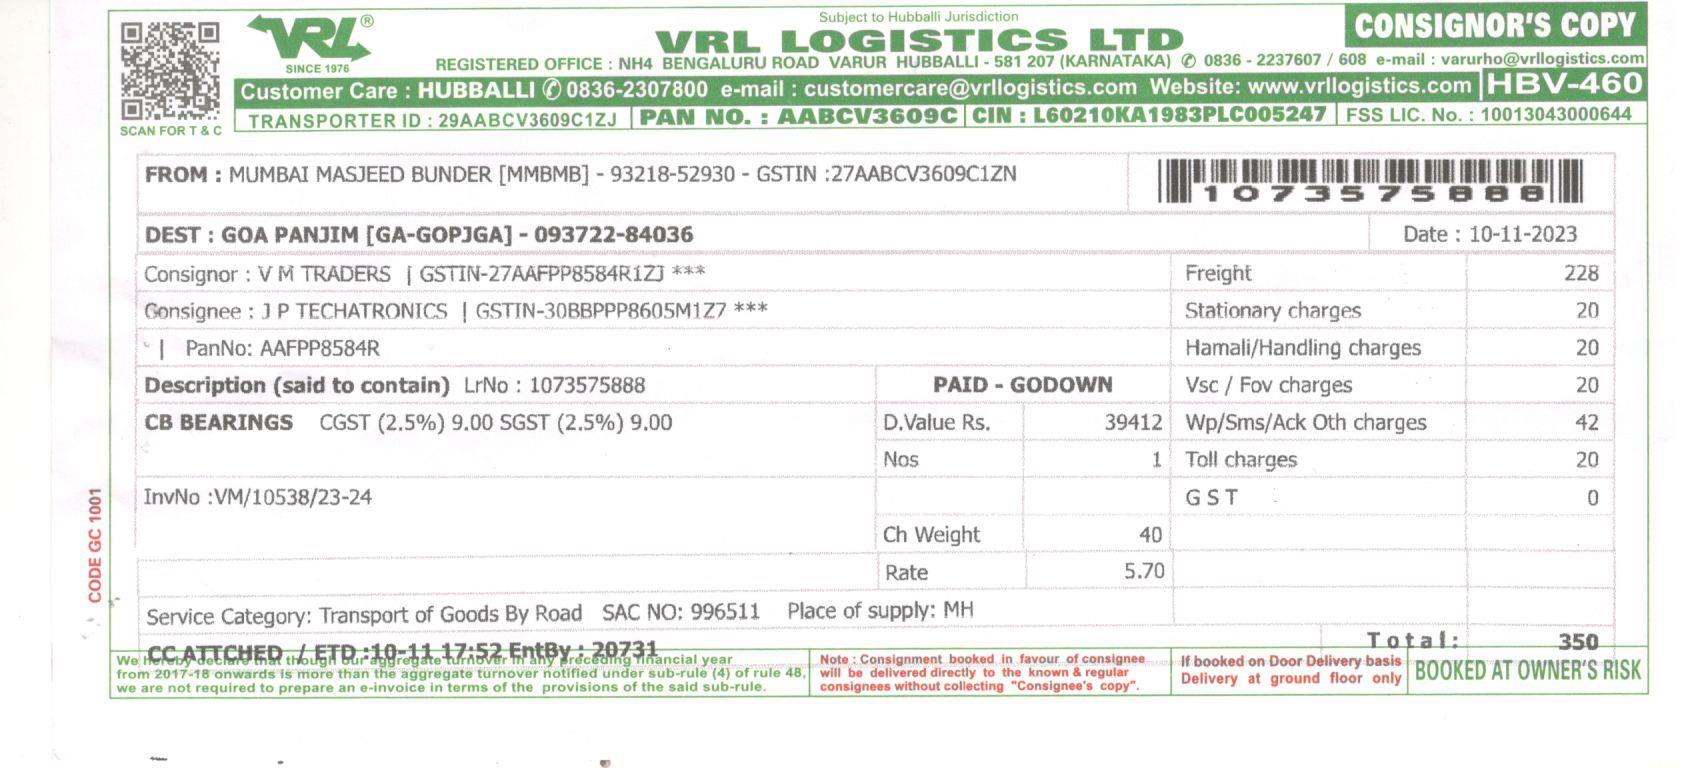 Subject to Hubballi Jurisdiction
CONSIGNOR'S COPY
VRL®
SINCE 1976
VRL LOGISTICS LTD
REGISTERED OFFICE : NH4 BENGALURU ROAD VARUR HUBBALLI - 581 207 (KARNATAKA) ✆ 0836 - 2237607 / 608 e-mail : varurho@vrllogistics.com
Customer Care : HUBBALLI ✆ 0836-2307800 e-mail : customercare@vrllogistics.com Website: www.vrllogistics.com HBV-460
SCAN FOR T & C
TRANSPORTER ID : 29AABCV3609C1ZJ PAN NO. : AABCV3609C CIN : L60210KA1983PLC005247 FSS LIC. No. : 10013043000644
FROM : MUMBAI MASJEED BUNDER [MMBMB] - 93218-52930 - GSTIN :27AABCV3609C1ZN
1073575888
DEST : GOA PANJIM [GA-GOPJGA] - 093722-84036 Date : 10-11-2023
Consignor : V M TRADERS | GSTIN-27AAFPP8584R1ZJ *** Freight 228
Consignee : J P TECHATRONICS | GSTIN-30BBPPP8605M1Z7 *** Stationary charges 20
| PanNo: AAFPP8584R Hamali/Handling charges 20
Description (said to contain) LrNo : 1073575888 PAID - GODOWN Vsc / Fov charges 20
CB BEARINGS CGST (2.5%) 9.00 SGST (2.5%) 9.00 D.Value Rs. 39412 Wp/Sms/Ack Oth charges 42
Nos 1 Toll charges 20
InvNo :VM/10538/23-24 G S T 0
Ch Weight 40
Rate 5.70
Service Category: Transport of Goods By Road SAC NO: 996511 Place of supply: MH
CC ATTCHED / ETD :10-11 17:52 EntBy : 20731 Total: 350
We hereby declare that though our aggregate turnover in any preceding financial year
from 2017-18 onwards is more than the aggregate turnover notified under sub-rule (4) of rule 48,
we are not required to prepare an e-invoice in terms of the provisions of the said sub-rule.
Note : Consignment booked in favour of consignee
will be delivered directly to the known & regular
consignees without collecting "Consignee's copy".
If booked on Door Delivery basis
Delivery at ground floor only
BOOKED AT OWNER'S RISK
CODE GC 1001